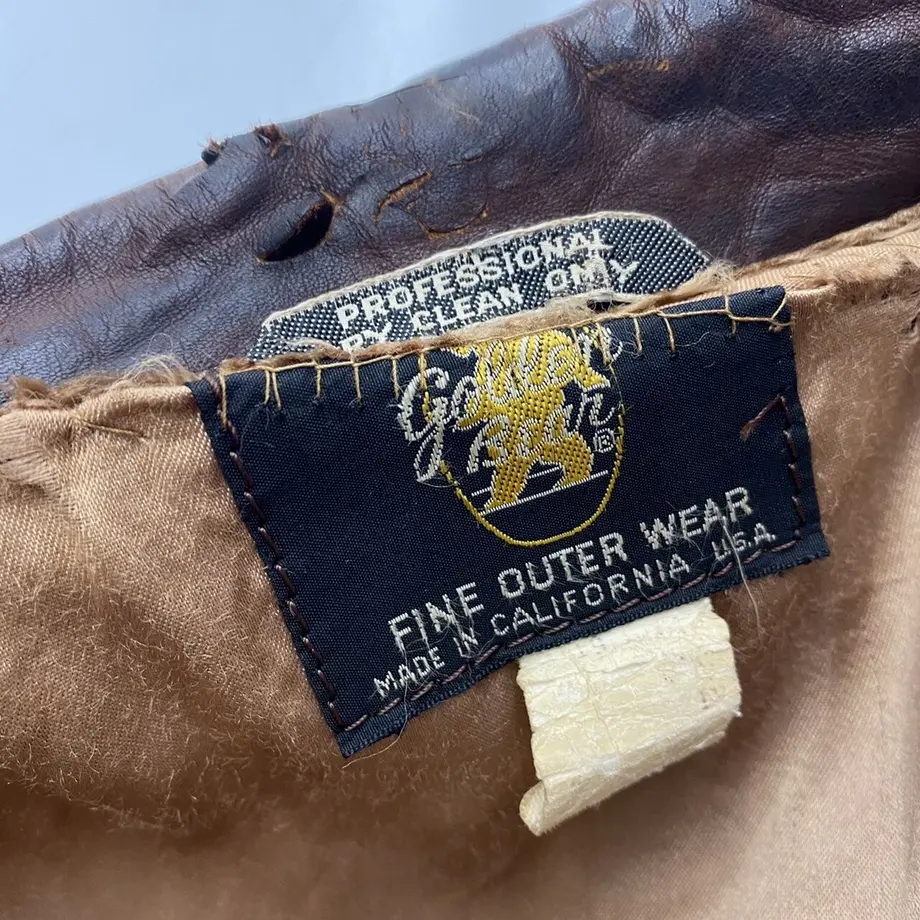 PROFESSIONAL
DRY CLEAN ONLY
Golden
Bear®
FINE OUTER WEAR
MADE IN CALIFORNIA U.S.A.